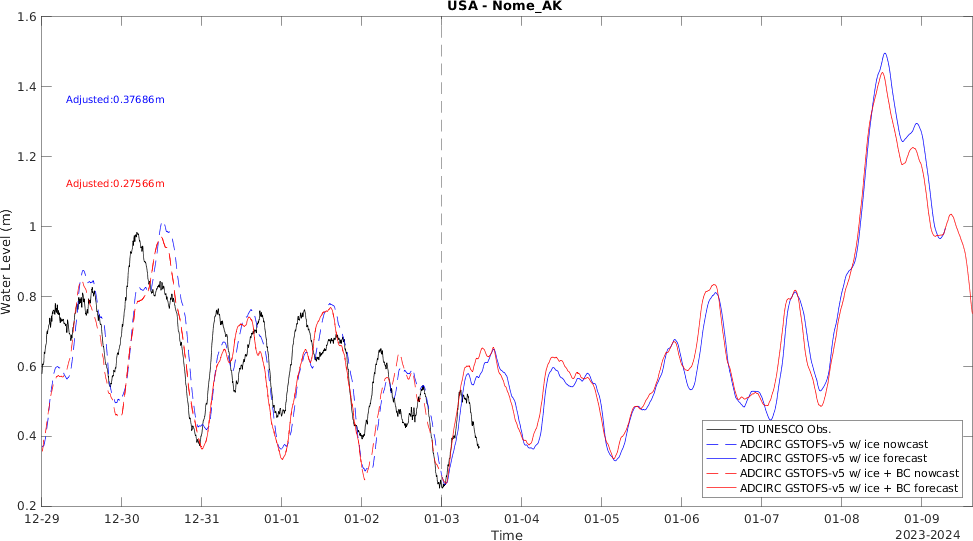 USA - Nome_AK
1.6
1.4
1.2
1
0.8
0.6
0.4
0.2
Water Level (m)
Adjusted:0.37686m
Adjusted:0.27566m
TD UNESCO Obs.
ADCIRC GSTOFS-v5 w/ ice nowcast
ADCIRC GSTOFS-v5 w/ ice forecast
ADCIRC GSTOFS-v5 w/ ice + BC nowcast
ADCIRC GSTOFS-v5 w/ ice + BC forecast
12-29 12-30 12-31 01-01 01-02 01-03 01-04 01-05 01-06 01-07 01-08 01-09
Time
2023-2024